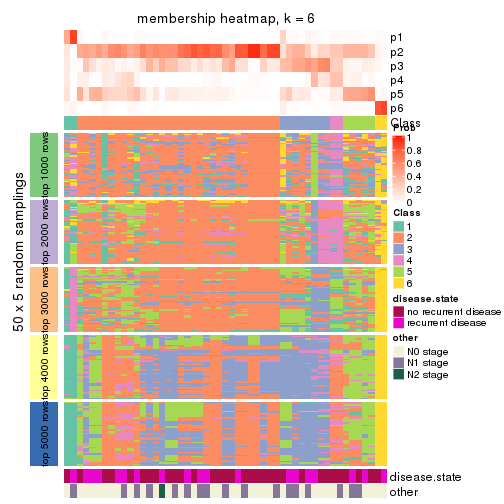 membership heatmap, k = 6
p1
p2
p3
p4
p5
p6
Class
Prob
1
0.8
0.6
0.4
0.2
0
Class
1
2
3
4
5
6
disease.state
no recurrent disease
recurrent disease
other
N0 stage
N1 stage
N2 stage
50 x 5 random samplings
top 1000 rows
top 2000 rows
top 3000 rows
top 4000 rows
top 5000 rows
disease.state
other